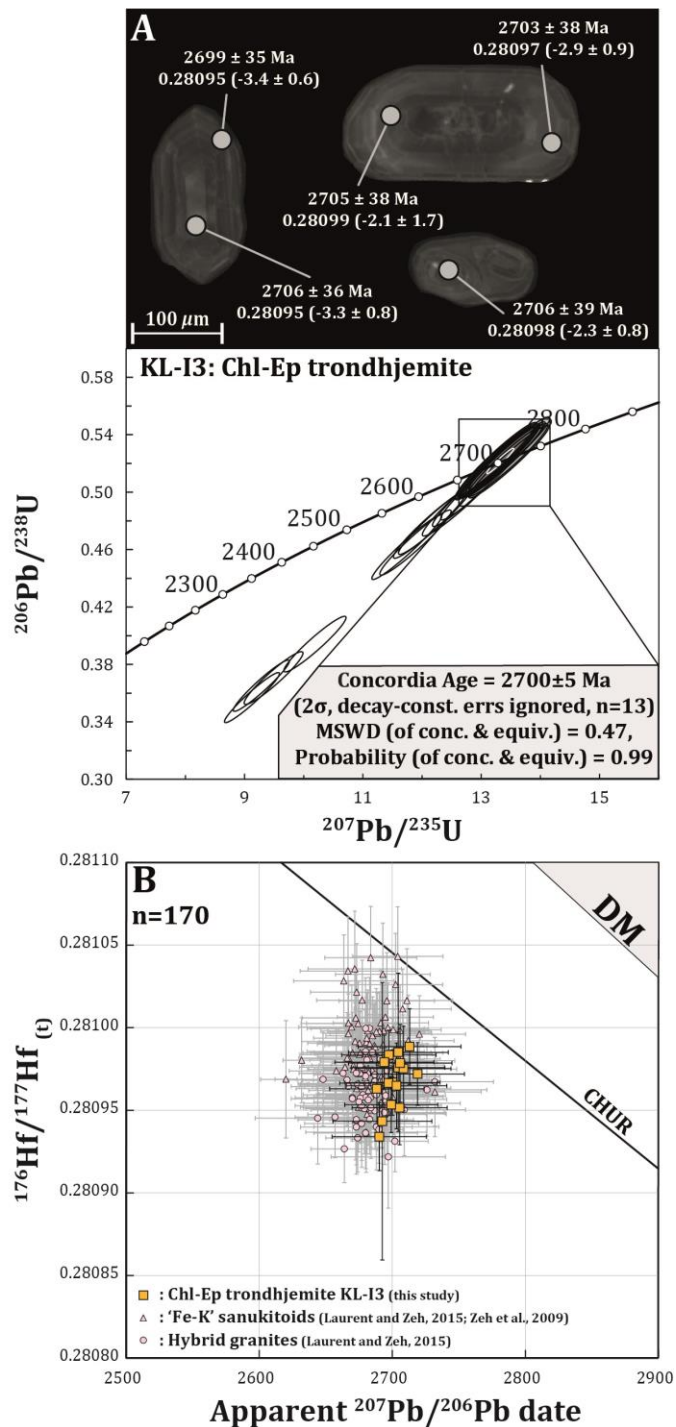 A
2699 ± 35 Ma
0.28095 (-3.4 ± 0.6)
2703 ± 38 Ma
0.28097 (-2.9 ± 0.9)
2705 ± 38 Ma
0.28099 (-2.1 ± 1.7)
2706 ± 36 Ma
0.28095 (-3.3 ± 0.8)
2706 ± 39 Ma
0.28098 (-2.3 ± 0.8)
100 µm
KL-I3: Chl-Ep trondhjemite
0.58
0.54
0.50
0.46
0.42
0.38
0.34
0.30
²⁰⁶Pb/²³⁸U
2300
2400
2500
2600
2700
2800
Concordia Age = 2700±5 Ma
(2σ, decay-const. errs ignored, n=13)
MSWD (of conc. & equiv.) = 0.47,
Probability (of conc. & equiv.) = 0.99
7 9 11 13 15
²⁰⁷Pb/²³⁵U
B
n=170
DM
CHUR
0.28110
0.28105
0.28100
0.28095
0.28090
0.28085
0.28080
¹⁷⁶Hf/¹⁷⁷Hf (t)
: Chl-Ep trondhjemite KL-I3 (this study)
: ‘Fe-K’ sanukitoids (Laurent and Zeh, 2015; Zeh et al., 2009)
: Hybrid granites (Laurent and Zeh, 2015)
2500 2600 2700 2800 2900
Apparent ²⁰⁷Pb/²⁰⁶Pb date